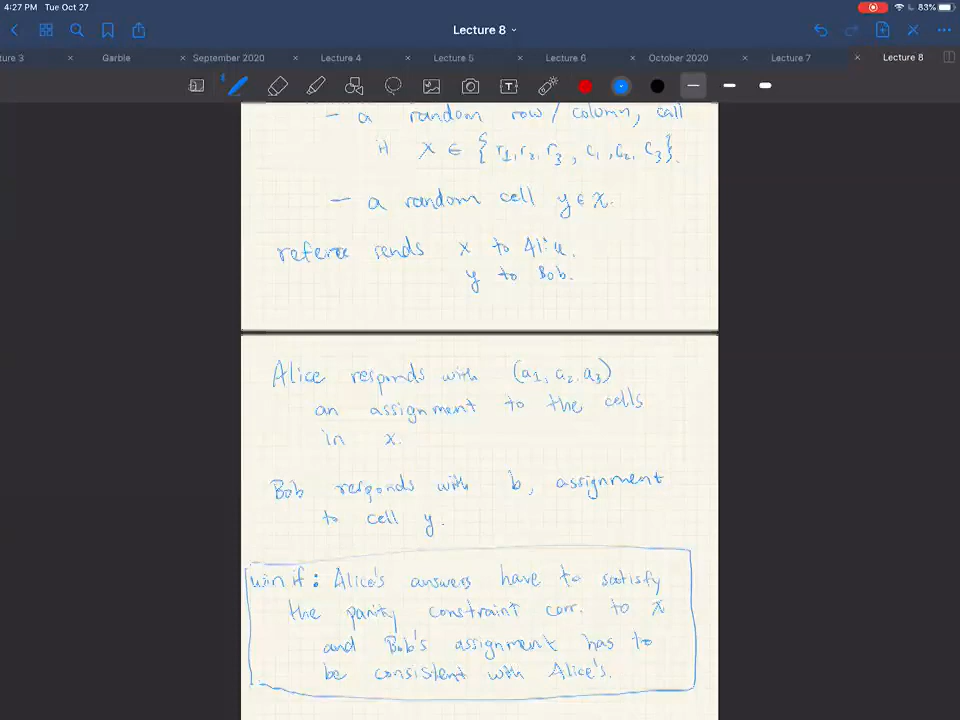 4:27 PM Tue Oct 27
83%
Lecture 8
ure 3
Garble
September 2020
Lecture 4
Lecture 5
Lecture 6
October 2020
Lecture 7
Lecture 8
- a random row / column, call
it x ∈ {r1, r2, r3, c1, c2, c3}.
- a random cell y ∈ x.
referee sends x to Alice.
y to Bob.
Alice responds with (a1, a2, a3)
an assignment to the cells
in x.
Bob responds with b, assignment
to cell y.
win if: Alice's answers have to satisfy
the parity constraint corr. to x
and Bob's assignment has to
be consistent with Alice's.